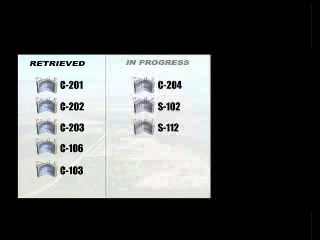 RETRIEVED
C-201
C-202
C-203
C-106
C-103
IN PROGRESS
C-204
S-102
S-112